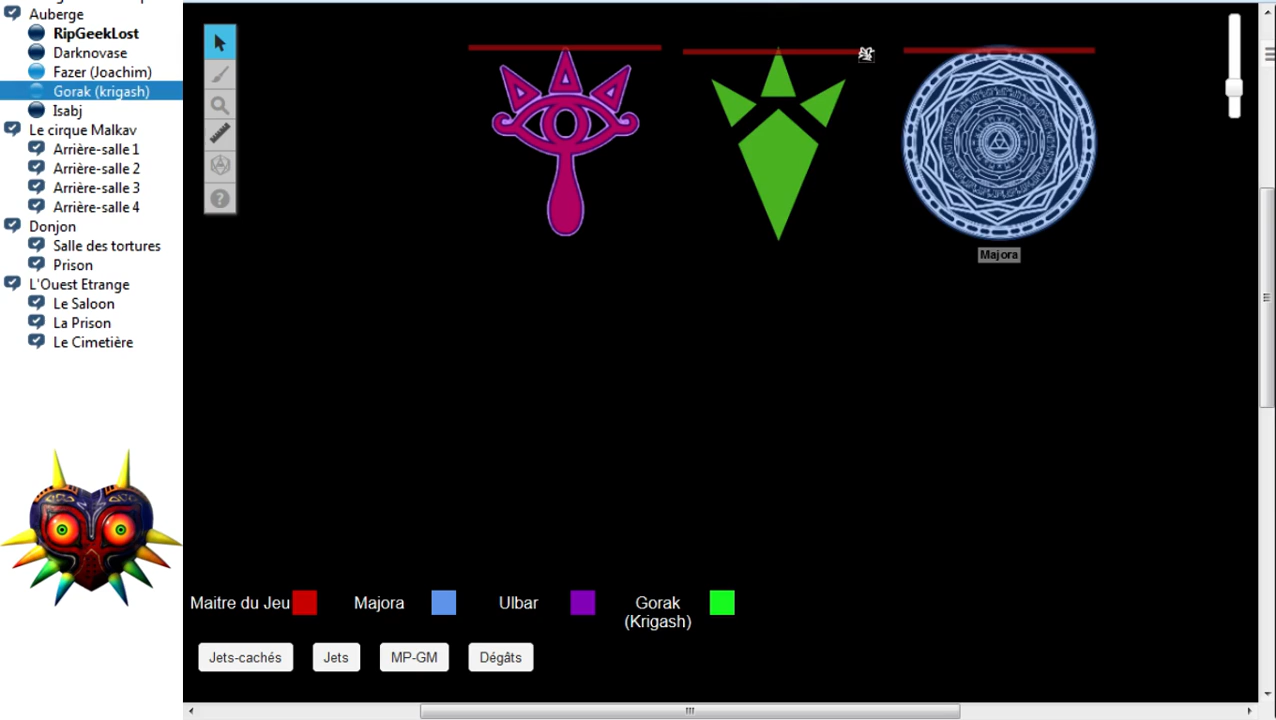 Auberge
RipGeekLost
Darknovase
Fazer (Joachim)
Gorak (krigash)
Isabj
Le cirque Malkav
Arrière-salle 1
Arrière-salle 2
Arrière-salle 3
Arrière-salle 4
Donjon
Salle des tortures
Prison
L'Ouest Etrange
Le Saloon
La Prison
Le Cimetière
Majora
Maitre du Jeu
Majora
Ulbar
Gorak
(Krigash)
Jets-cachés
Jets
MP-GM
Dégâts